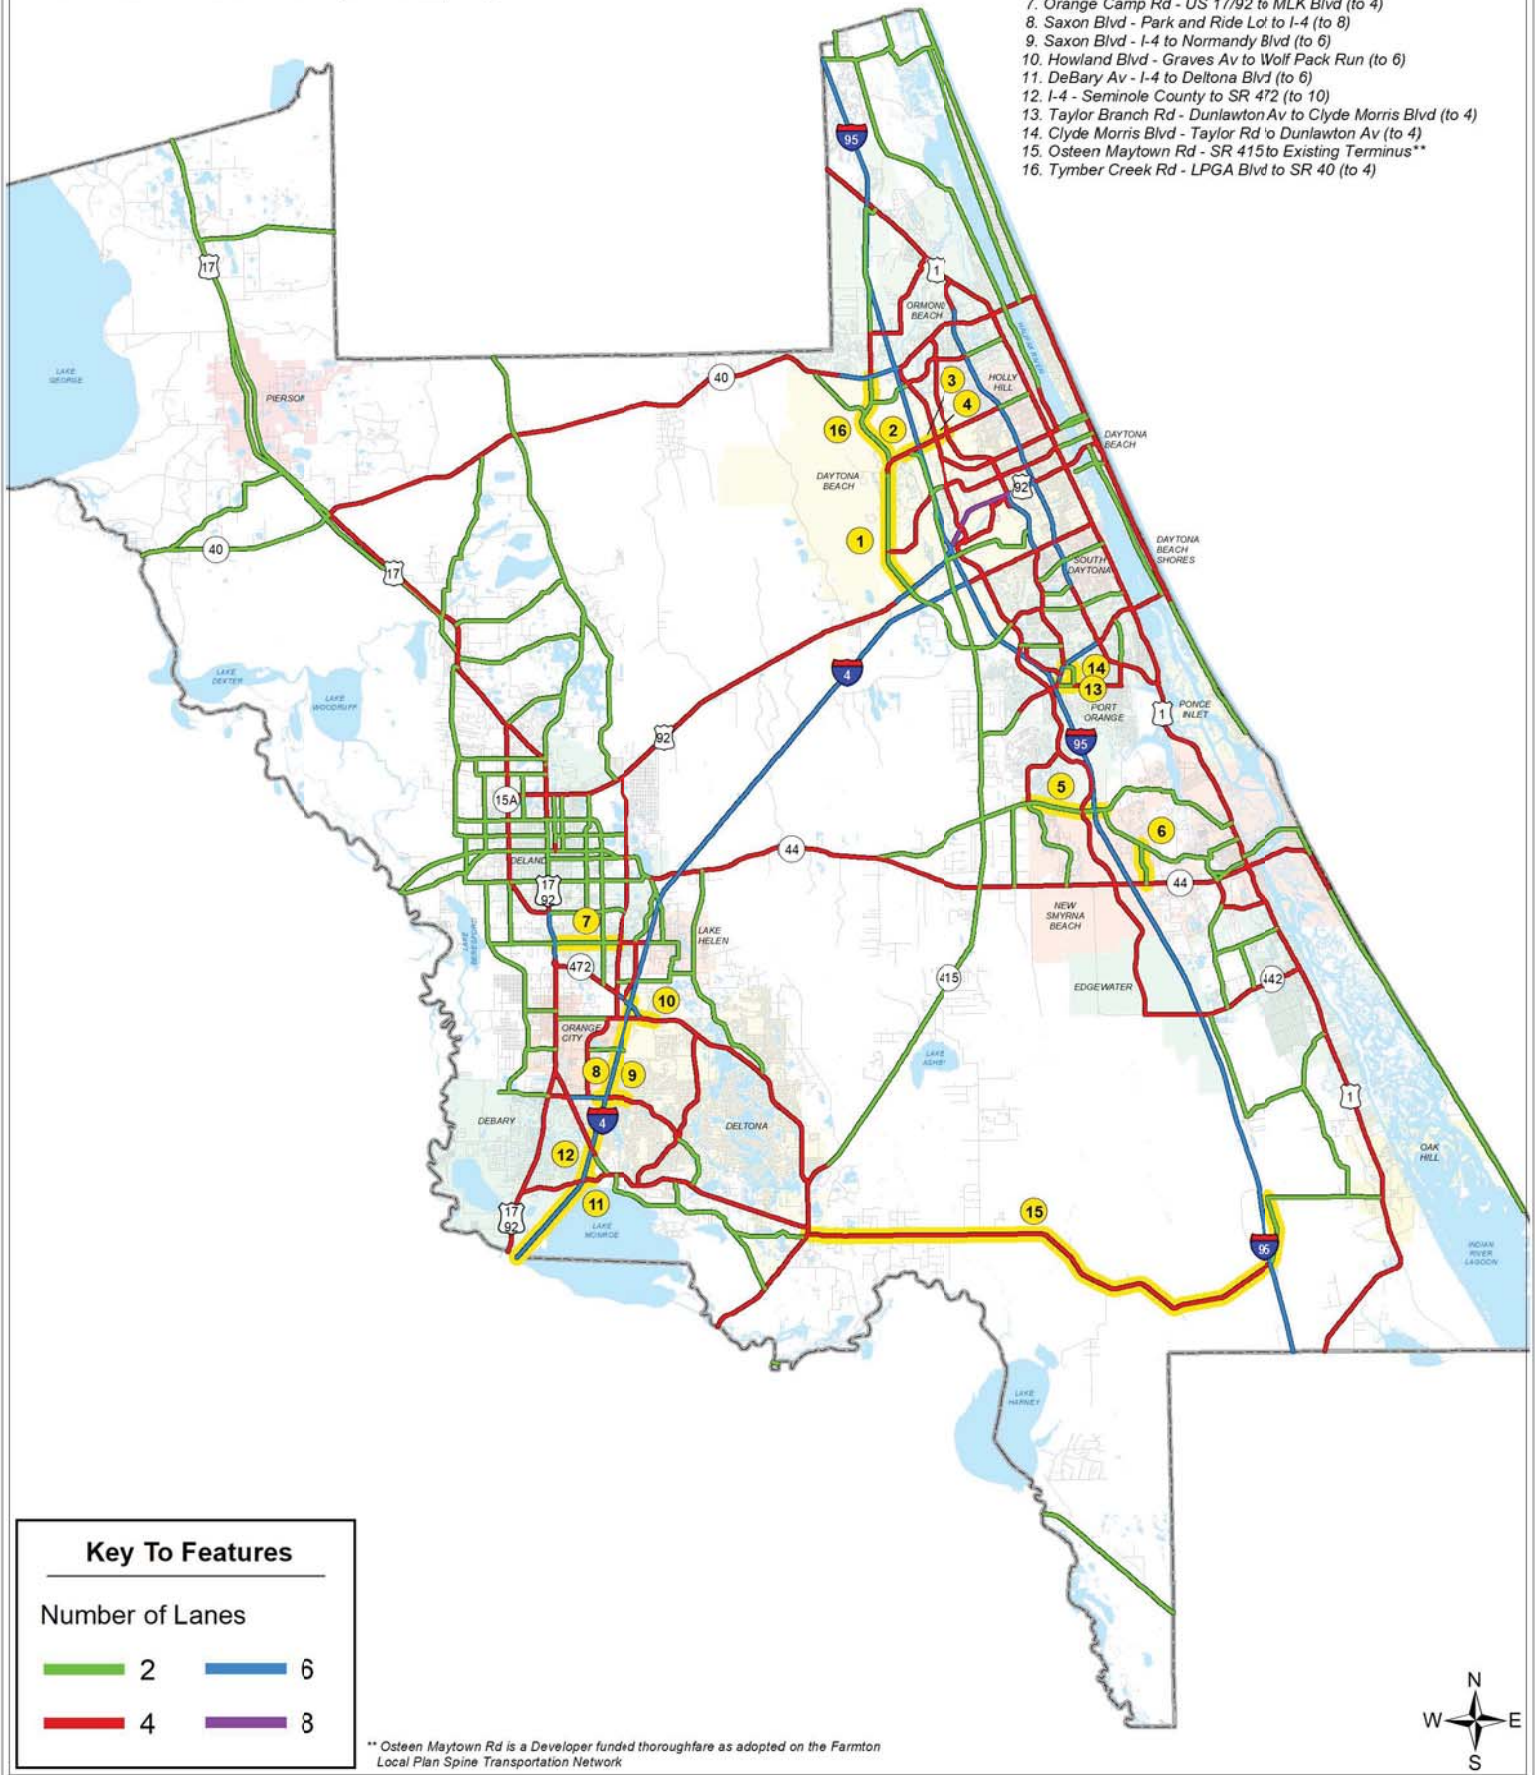 7. Orange Camp Rd - US 17/92 to MLK Blvd (to 4)
8. Saxon Blvd - Park and Ride Lot to I-4 (to 8)
9. Saxon Blvd - I-4 to Normandy Blvd (to 6)
10. Howland Blvd - Graves Av to Wolf Pack Run (to 6)
11. DeBary Av - I-4 to Deltona Blvd (to 6)
12. I-4 - Seminole County to SR 472 (to 10)
13. Taylor Branch Rd - Dunlawton Av to Clyde Morris Blvd (to 4)
14. Clyde Morris Blvd - Taylor Rd to Dunlawton Av (to 4)
15. Osteen Maytown Rd - SR 415 to Existing Terminus**
16. Tymber Creek Rd - LPGA Blvd to SR 40 (to 4)
95
17
1
ORMOND
BEACH
HALIFAX RIVER
LAKE
GEORGE
PIERSON
40
3
HOLLY
HILL
4
16
2
DAYTONA
BEACH
DAYTONA
BEACH
92
1
40
17
DAYTONA
BEACH
SHORES
SOUTH
DAYTONA
LAKE
DEXTER
LAKE
WOODRUFF
4
14
13
PORT
ORANGE
PONCE
INLET
1
92
95
15A
5
6
44
DELAND
44
17
92
7
NEW
SMYRNA
BEACH
LAKE
HELEN
LAKE
BERESFORD
472
415
442
EDGEWATER
10
ORANGE
CITY
LAKE
ASHBY
8
9
1
DEBARY
4
DELTONA
12
OAK
HILL
11
17
92
LAKE
MONROE
15
95
INDIAN
RIVER
LAGOON
LAKE
HARNEY
Key To Features
Number of Lanes
2
6
4
8
** Osteen Maytown Rd is a Developer funded thoroughfare as adopted on the Farmton
Local Plan Spine Transportation Network
N
W
E
S